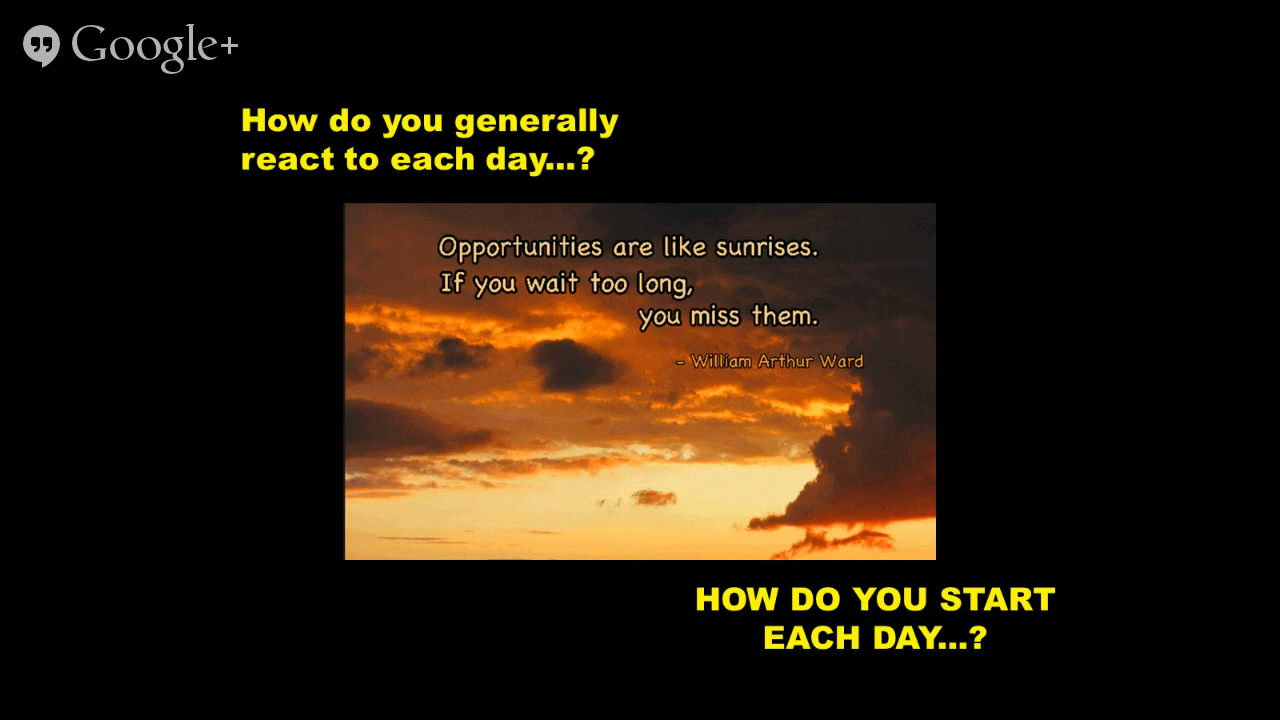 Google+
How do you generally
react to each day...?
Opportunities are like sunrises.
If you wait too long,
you miss them.
- William Arthur Ward
HOW DO YOU START
EACH DAY...?